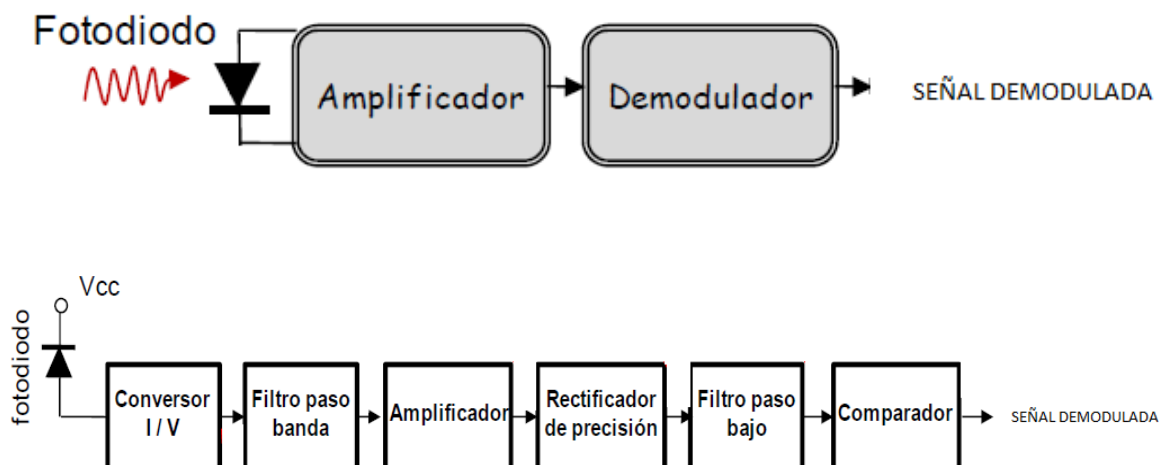 Fotodiodo
Amplificador
Demodulador
SEÑAL DEMODULADA
Vcc
fotodiodo
Conversor
I / V
Filtro paso
banda
Amplificador
Rectificador
de precisión
Filtro paso
bajo
Comparador
SEÑAL DEMODULADA